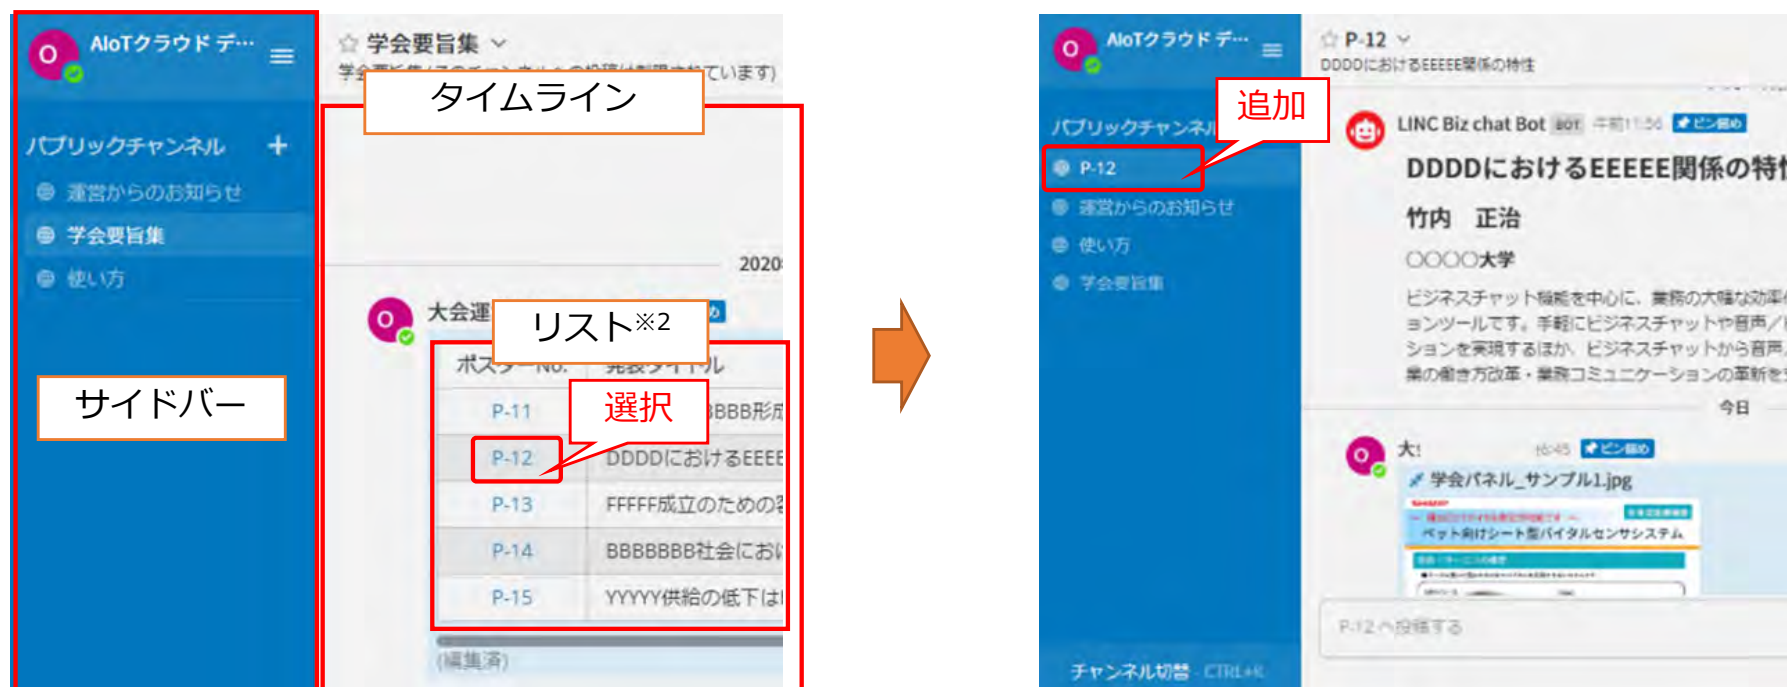 O
AIoTクラウド デ…
パブリックチャンネル
運営からのお知らせ
学会要旨集
使い方
サイドバー
学会要旨集
ています)
タイムライン
2020
O
大会運
リスト※2
ポスターNo.
発表タイトル
選択
P-11
BBBB形成
P-12
DDDDにおけるEEEE
P-13
FFFFF成立のための
P-14
BBBBBBB社会におい
P-15
YYYYY供給の低下は
(編集済)
O
AIoTクラウド デ…
パブリックチャンネ
追加
P-12
運営からのお知らせ
使い方
学会要旨集
チャンネル切替 CTRL+K
P-12
DDDDにおけるEEEEE関係の特性
LINC Biz chat Bot BOT 午前11:56 ピン留め
DDDDにおけるEEEEE関係の特性
竹内 正治
○○○○大学
ビジネスチャット機能を中心に、業務の大幅な効率化
ョンツールです。手軽にビジネスチャットや音声／
ションを実現するほか、ビジネスチャットから音声
業の働き方改革・業務コミュニケーションの革新を
今日
O
大
16:45 ピン留め
学会パネル_サンプル1.jpg
ペット向けシート型バイタルセンサシステム
P-12 へ投稿する